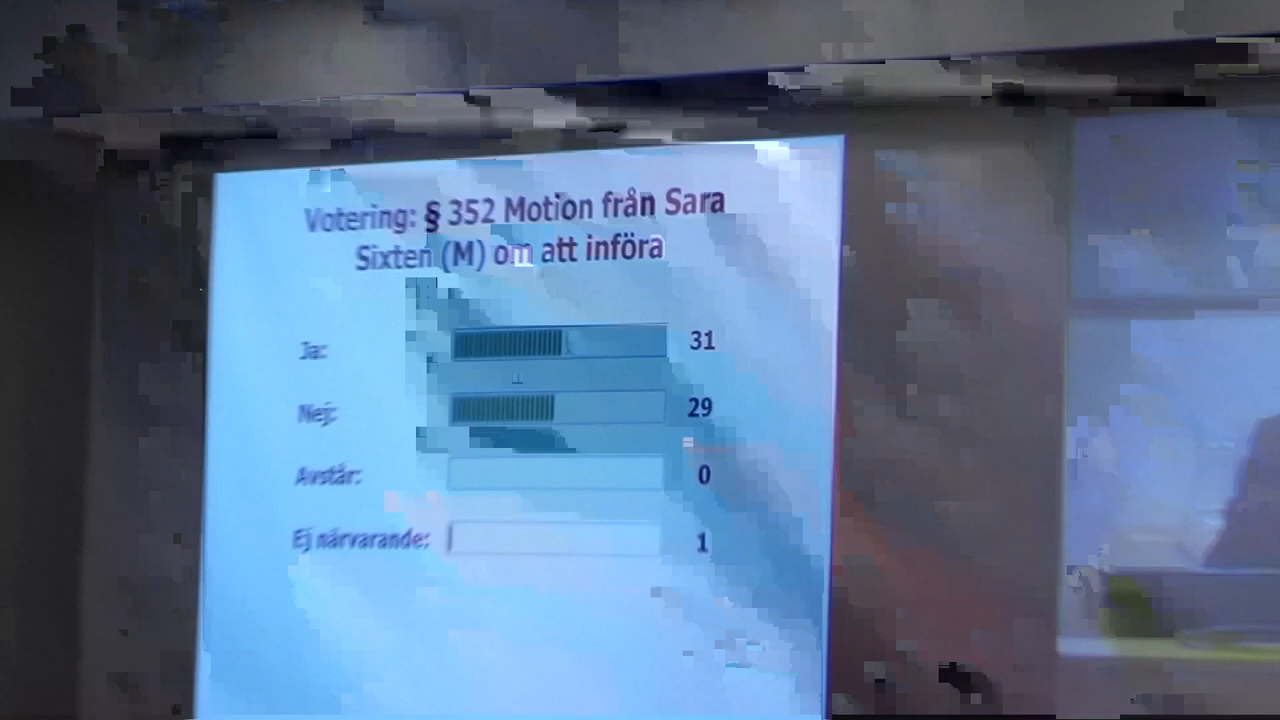 Votering: § 352 Motion från Sara
Sixten (M) om att införa
Ja: 31
Nej: 29
Avstår: 0
Ej närvarande: 1